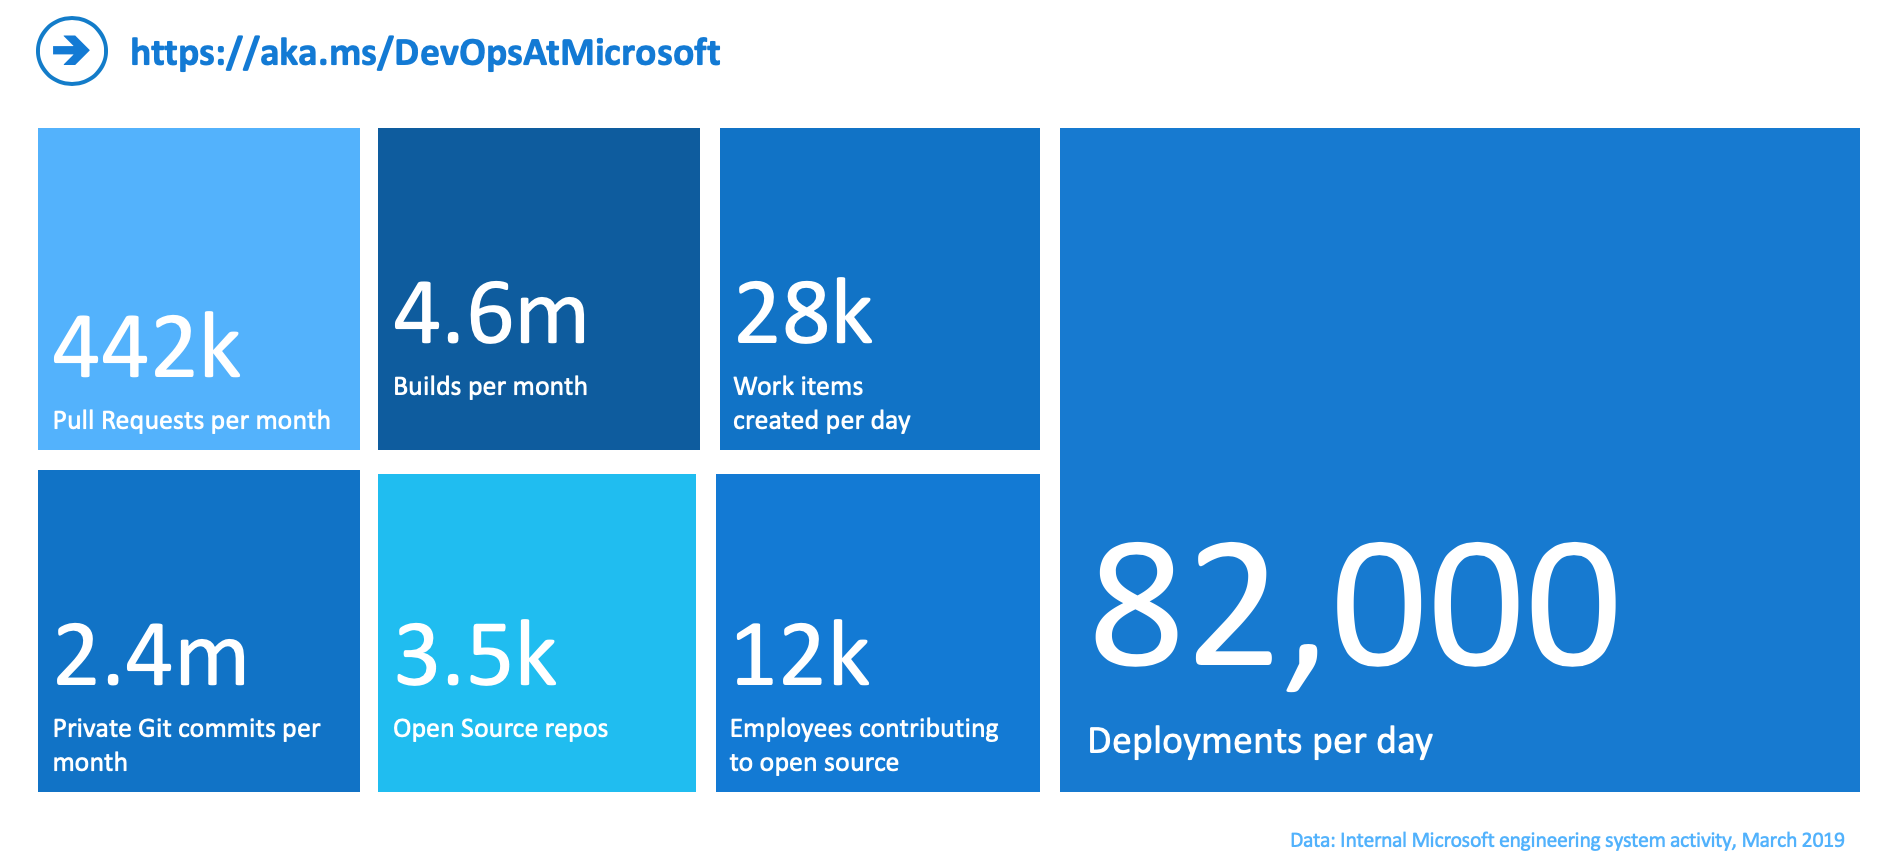 https://aka.ms/DevOpsAtMicrosoft
442k
Pull Requests per month
4.6m
Builds per month
28k
Work items
created per day
2.4m
Private Git commits per
month
3.5k
Open Source repos
12k
Employees contributing
to open source
82,000
Deployments per day
Data: Internal Microsoft engineering system activity, March 2019